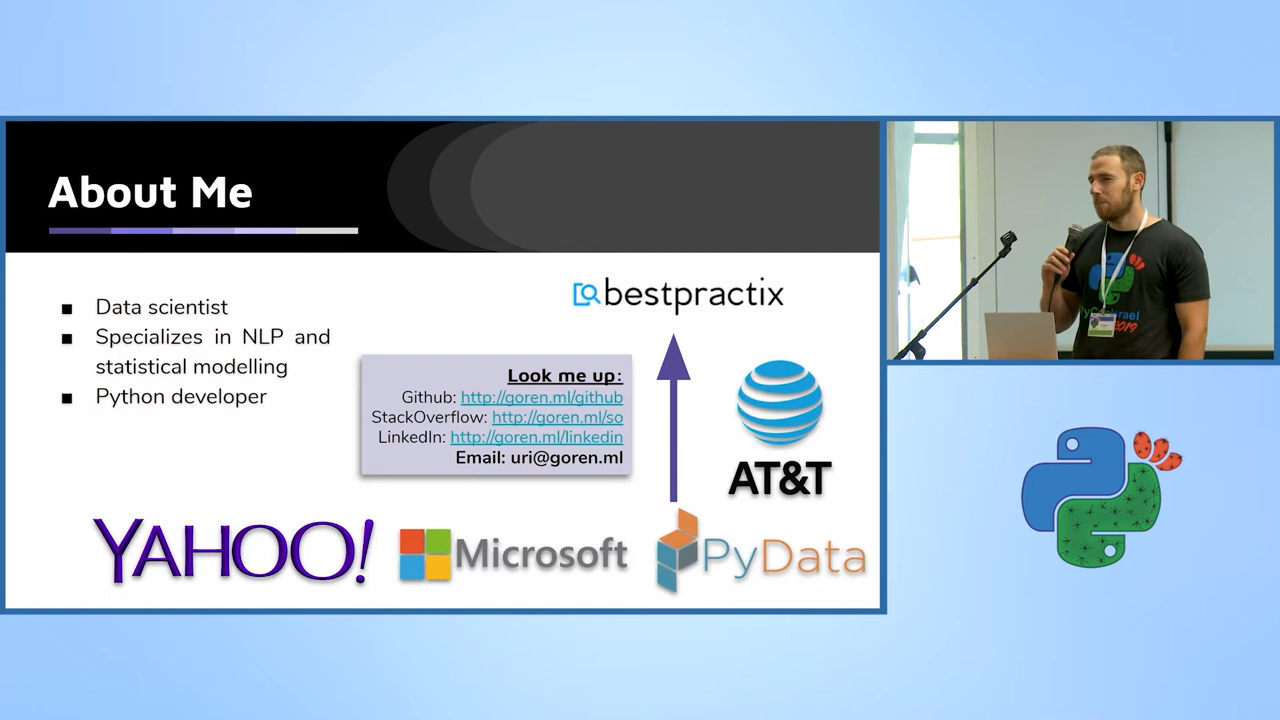 About Me
■ Data scientist
■ Specializes in NLP and
statistical modelling
■ Python developer
bestpractix
Look me up:
Github: http://goren.ml/github
StackOverflow: http://goren.ml/so
LinkedIn: http://goren.ml/linkedin
Email: uri@goren.ml
AT&T
YAHOO!
Microsoft
PyData
2019